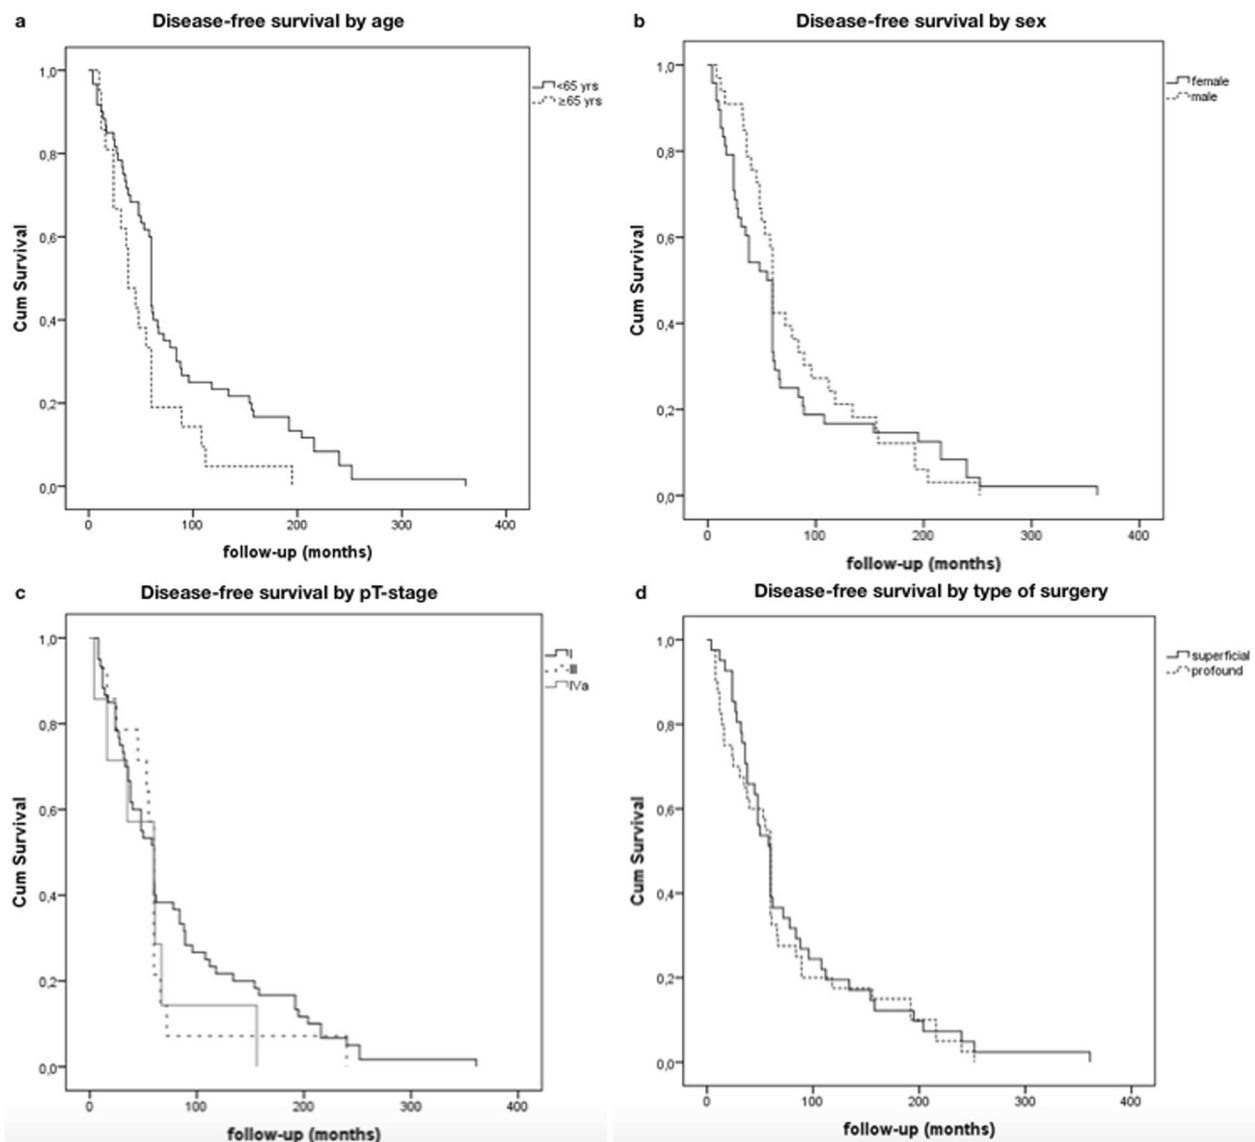 a
Disease-free survival by age
1,0
0,8
0,6
0,4
0,2
0,0
Cum Survival
0 100 200 300 400
follow-up (months)
<65 yrs
≥65 yrs
b
Disease-free survival by sex
1,0
0,8
0,6
0,4
0,2
0,0
Cum Survival
0 100 200 300 400
follow-up (months)
female
male
c
Disease-free survival by pT-stage
1,0
0,8
0,6
0,4
0,2
0,0
Cum Survival
0 100 200 300 400
follow-up (months)
I
III
IVa
d
Disease-free survival by type of surgery
1,0
0,8
0,6
0,4
0,2
0,0
Cum Survival
0 100 200 300 400
follow-up (months)
superficial
profound